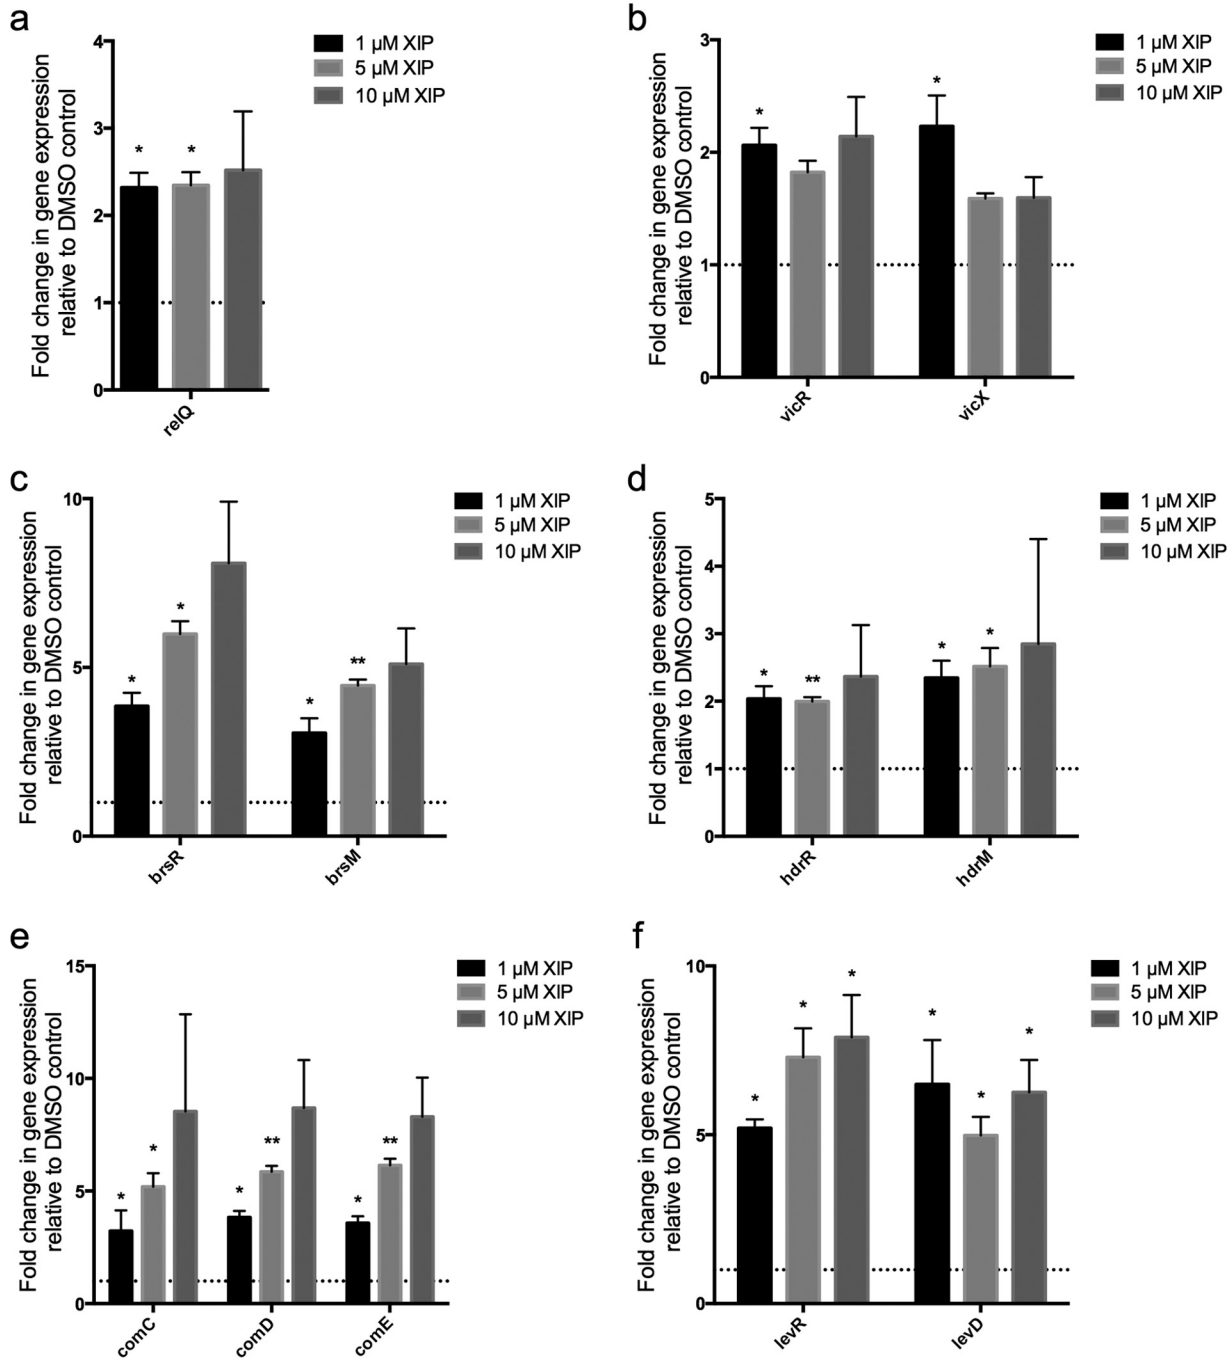 a
Fold change in gene expression
relative to DMSO control
4
3
2
1
0
* *
relQ
1 µM XIP
5 µM XIP
10 µM XIP
b
Fold change in gene expression
relative to DMSO control
3
2
1
0
* *
vicR vicX
1 µM XIP
5 µM XIP
10 µM XIP
c
Fold change in gene expression
relative to DMSO control
10
5
0
* * * **
brsR brsM
1 µM XIP
5 µM XIP
10 µM XIP
d
Fold change in gene expression
relative to DMSO control
5
4
3
2
1
0
* ** * *
hdrR hdrM
1 µM XIP
5 µM XIP
10 µM XIP
e
Fold change in gene expression
relative to DMSO control
15
10
5
0
* * * ** * **
comC comD comE
1 µM XIP
5 µM XIP
10 µM XIP
f
Fold change in gene expression
relative to DMSO control
10
5
0
* * * * * *
levR levD
1 µM XIP
5 µM XIP
10 µM XIP